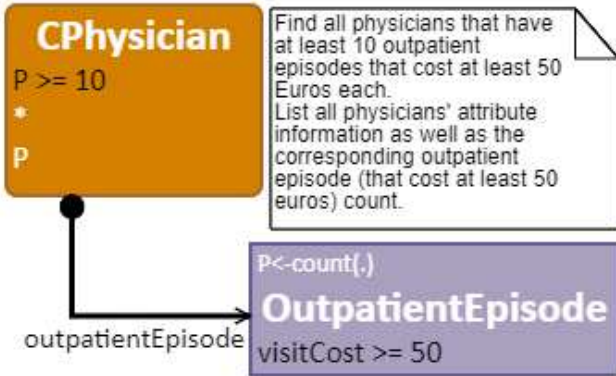 CPhysician
P >= 10
*
P
Find all physicians that have
at least 10 outpatient
episodes that cost at least 50
Euros each.
List all physicians' attribute
information as well as the
corresponding outpatient
episode (that cost at least 50
euros) count.
outpatientEpisode
P<-count(.)
OutpatientEpisode
visitCost >= 50